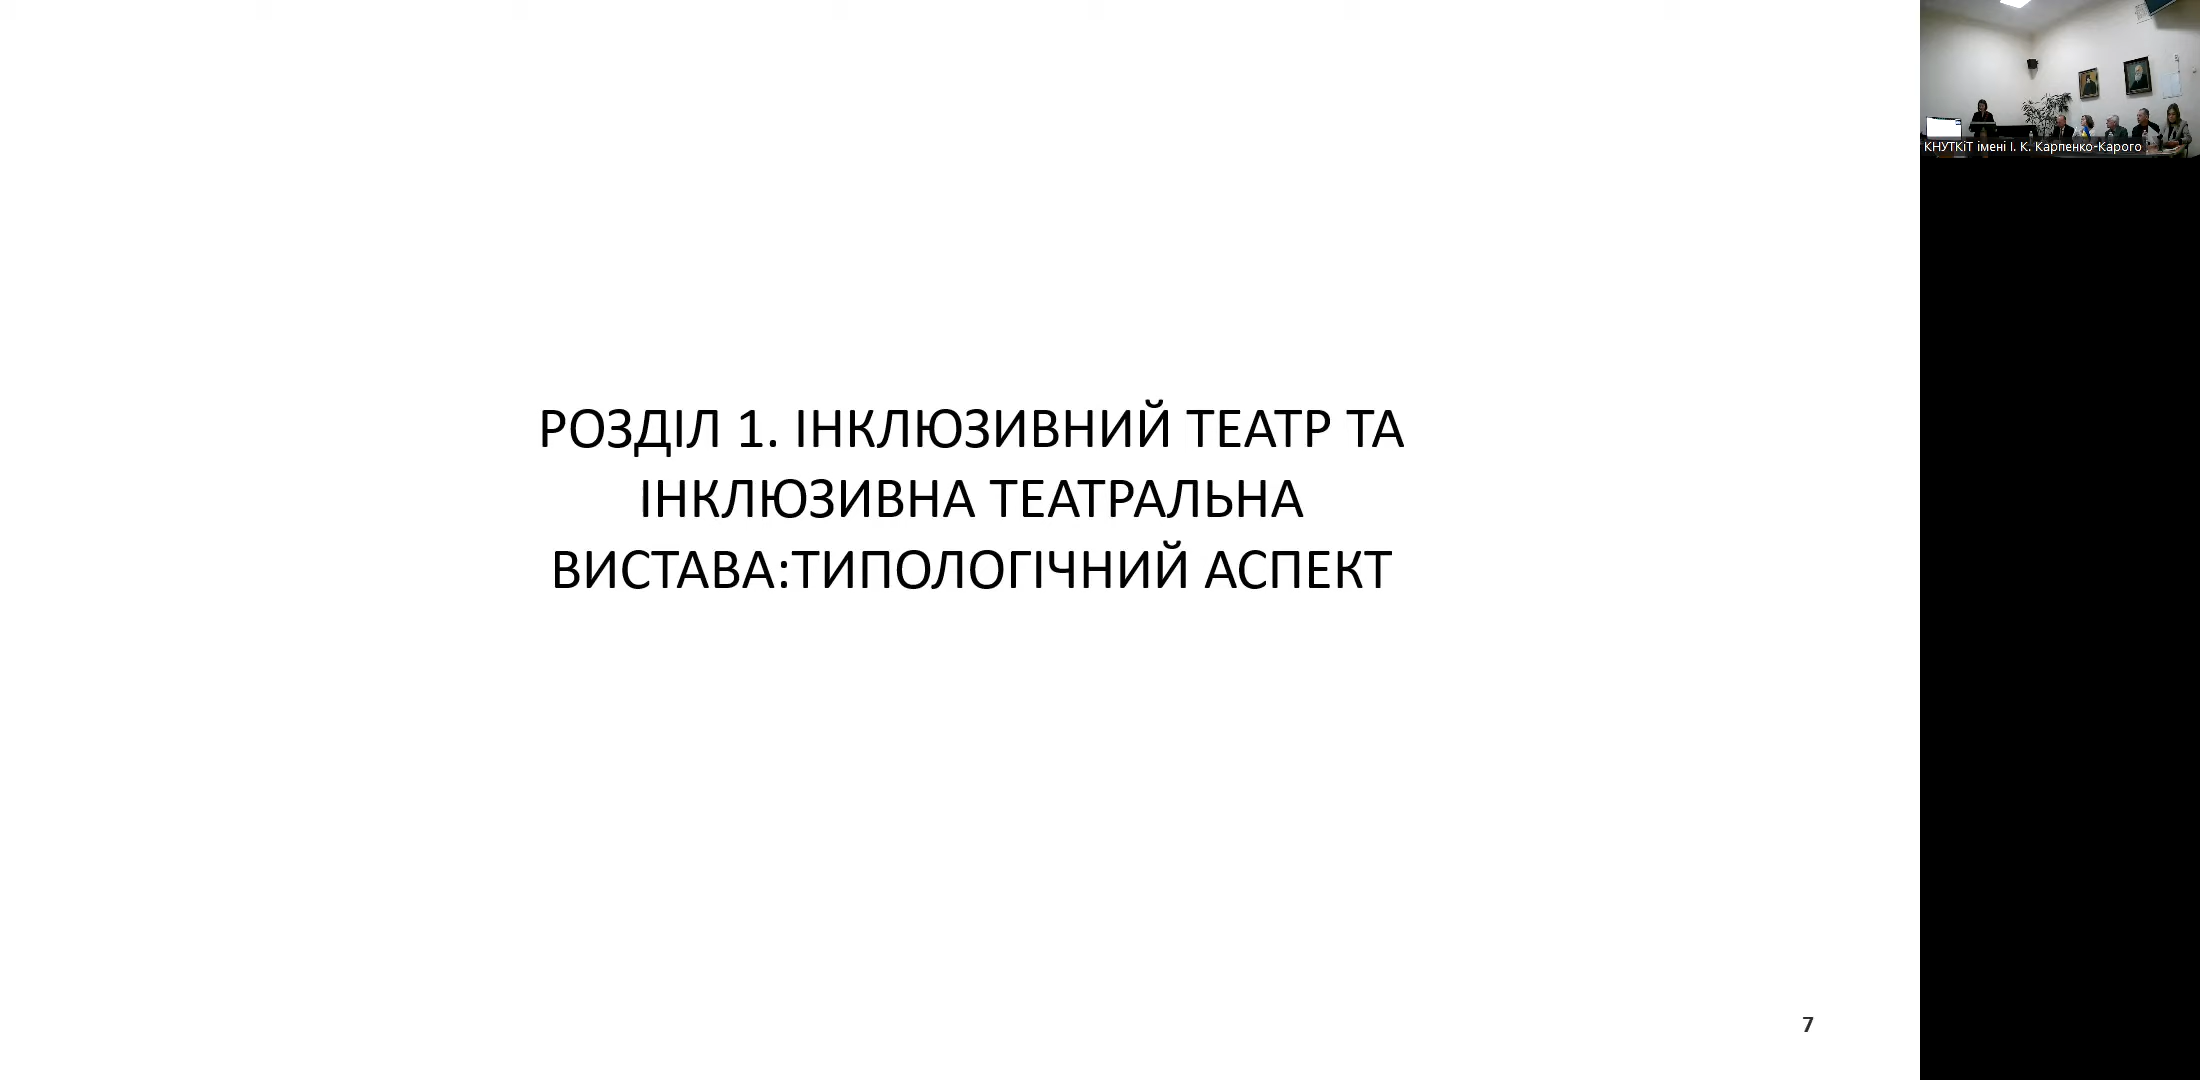 РОЗДІЛ 1. ІНКЛЮЗИВНИЙ ТЕАТР ТА
ІНКЛЮЗИВНА ТЕАТРАЛЬНА
ВИСТАВА:ТИПОЛОГІЧНИЙ АСПЕКТ
7
КНУТКіТ імені І. К. Карпенко-Карого